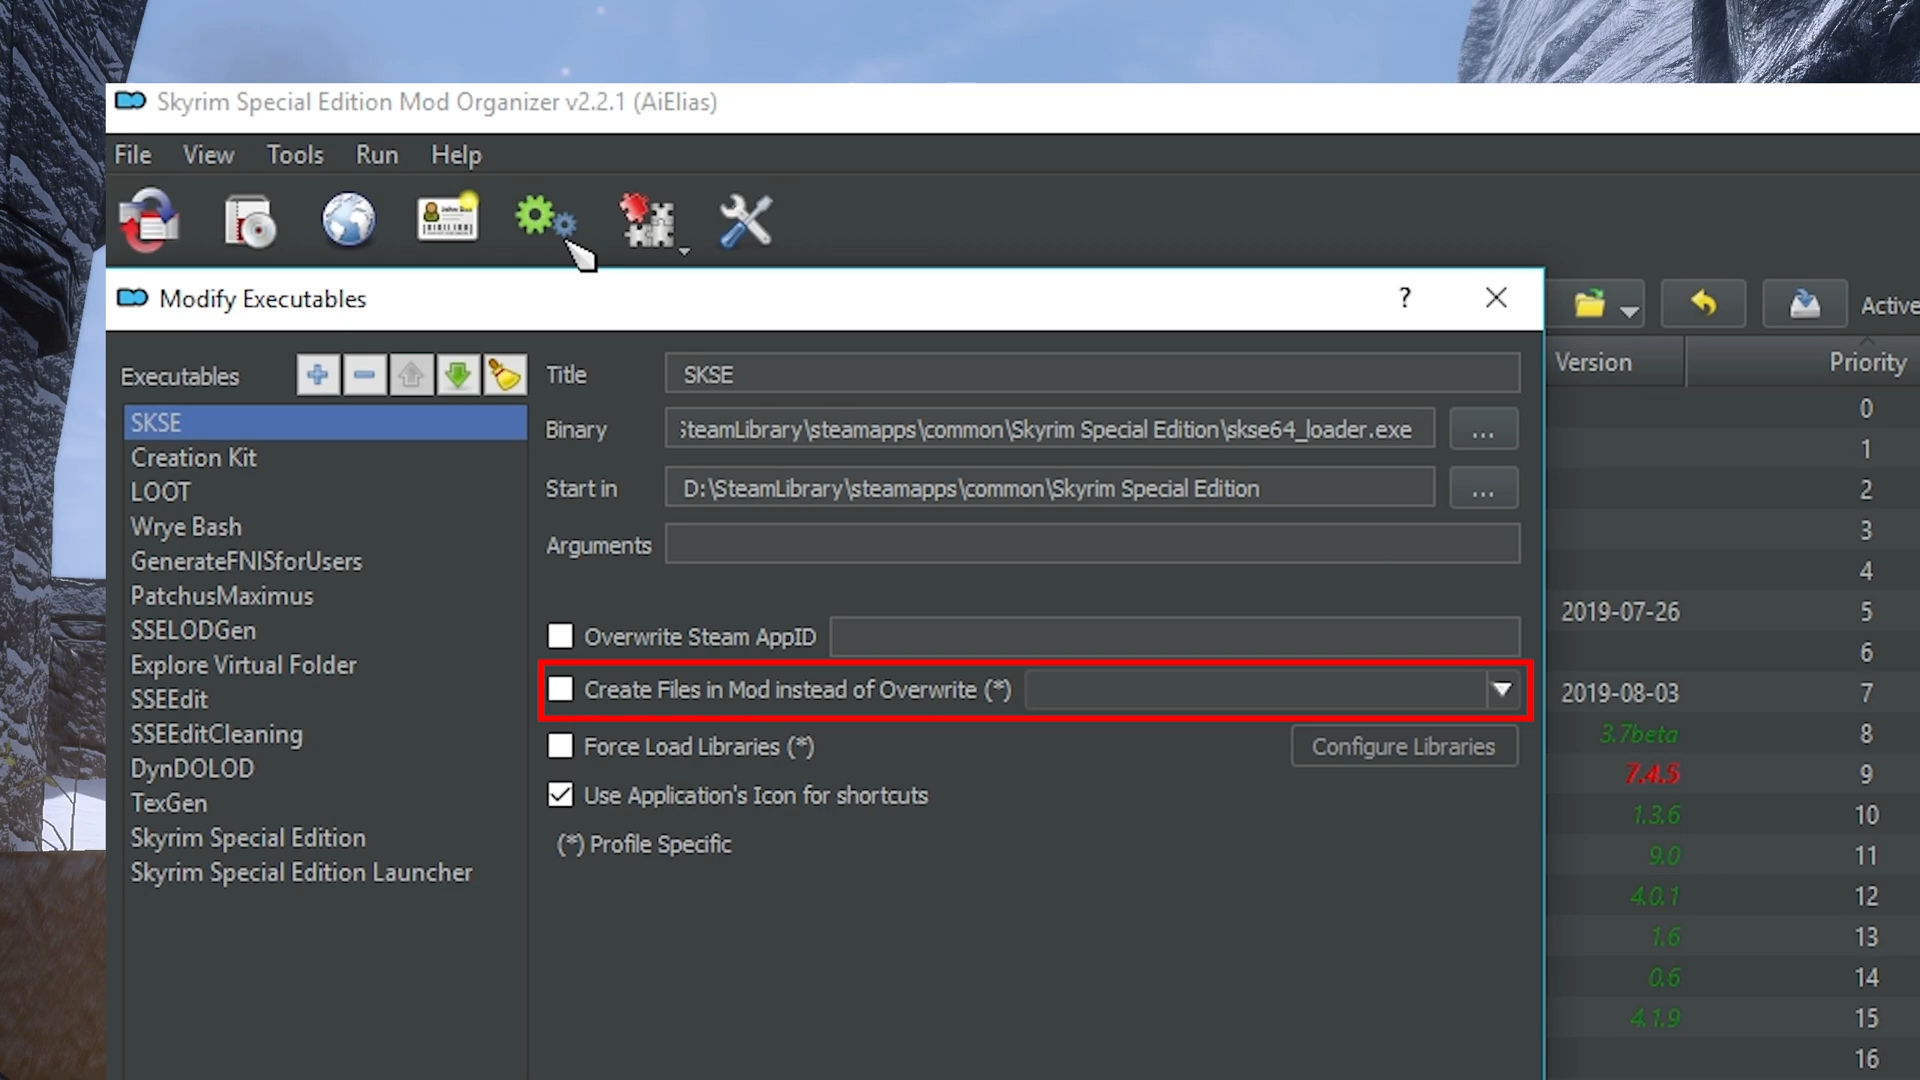 Skyrim Special Edition Mod Organizer v2.2.1 (AiElias)
File View Tools Run Help
Modify Executables
?
Executables
SKSE
Creation Kit
LOOT
Wrye Bash
GenerateFNISforUsers
PatchusMaximus
SSELODGen
Explore Virtual Folder
SSEEdit
SSEEditCleaning
DynDOLOD
TexGen
Skyrim Special Edition
Skyrim Special Edition Launcher
Title SKSE
Binary SteamLibrary\steamapps\common\Skyrim Special Edition\skse64_loader.exe ...
Start in D:\SteamLibrary\steamapps\common\Skyrim Special Edition ...
Arguments
Overwrite Steam AppID
Create Files in Mod instead of Overwrite (*)
Force Load Libraries (*) Configure Libraries
Use Application's Icon for shortcuts
(*) Profile Specific
Active
Version Priority
0
1
2
3
4
2019-07-26 5
6
2019-08-03 7
3.7beta 8
7.4.5 9
1.3.6 10
9.0 11
4.0.1 12
1.6 13
0.6 14
4.1.9 15
16